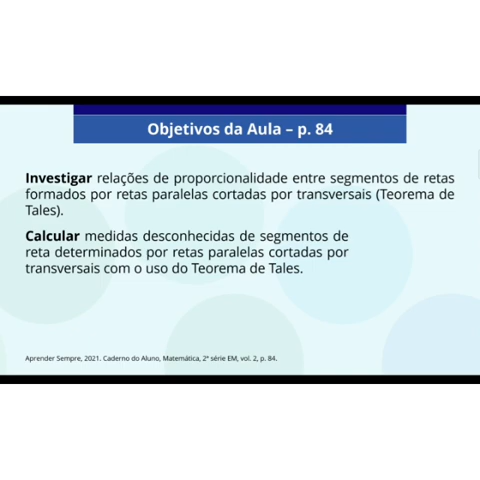 Objetivos da Aula – p. 84
Investigar relações de proporcionalidade entre segmentos de retas
formados por retas paralelas cortadas por transversais (Teorema de
Tales).
Calcular medidas desconhecidas de segmentos de
reta determinados por retas paralelas cortadas por
transversais com o uso do Teorema de Tales.
Aprender Sempre, 2021. Caderno do Aluno, Matemática, 2ª série EM, vol. 2, p. 84.